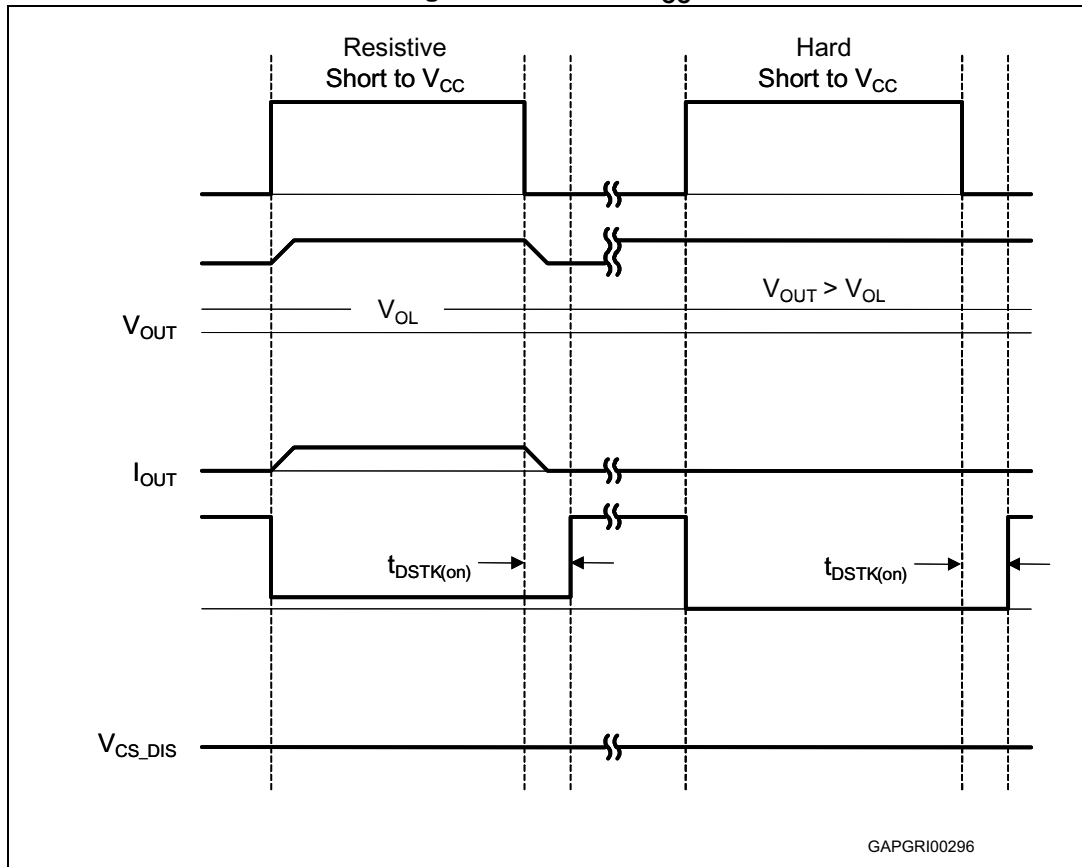 Resistive
Short to VCC
Hard
Short to VCC
VOL
VOUT > VOL
VOUT
IOUT
tDSTK(on)
tDSTK(on)
VCS_DIS
GAPGRI00296